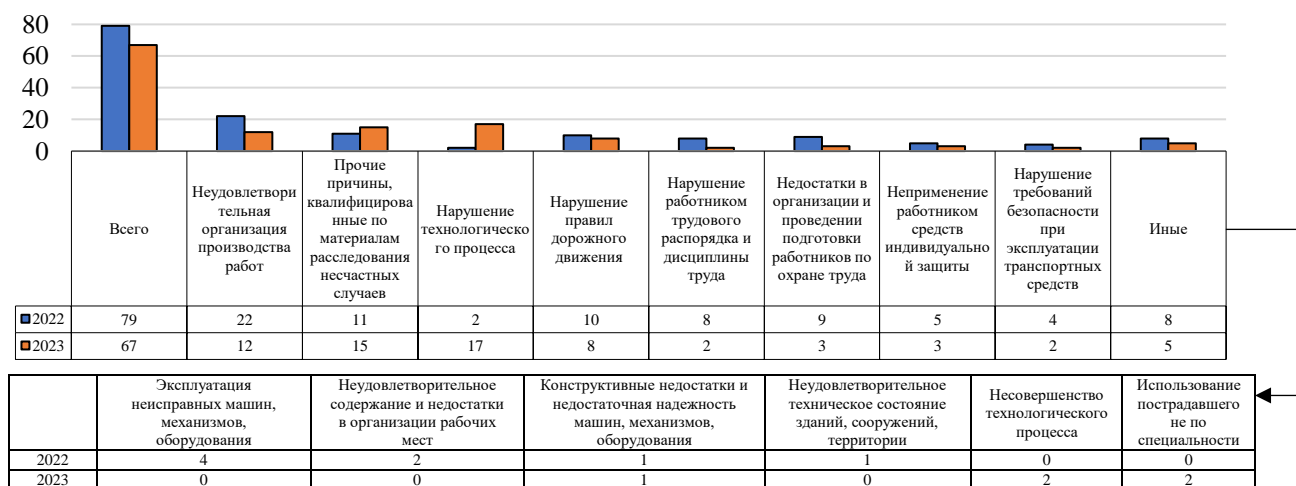 80
60
40
20
0
Всего
Неудовлетвори
тельная
организация
производства
работ
Прочие
причины,
квалифицирова
нные по
материалам
расследования
несчастных
случаев
Нарушение
технологическо
го процесса
Нарушение
правил
дорожного
движения
Нарушение
работником
трудового
распорядка и
дисциплины
труда
Недостатки в
организации и
проведении
подготовки
работников по
охране труда
Неприменение
работником
средств
индивидуально
й защиты
Нарушение
требований
безопасности
при
эксплуатации
транспортных
средств
Иные
2022 79 22 11 2 10 8 9 5 4 8
2023 67 12 15 17 8 2 3 3 2 5
Эксплуатация
неисправных машин,
механизмов,
оборудования
Неудовлетворительное
содержание и недостатки
в организации рабочих
мест
Конструктивные недостатки и
недостаточная надежность
машин, механизмов,
оборудования
Неудовлетворительное
техническое состояние
зданий, сооружений,
территории
Несовершенство
технологического
процесса
Использование
пострадавшего
не по
специальности
2022 4 2 1 1 0 0
2023 0 0 1 0 2 2